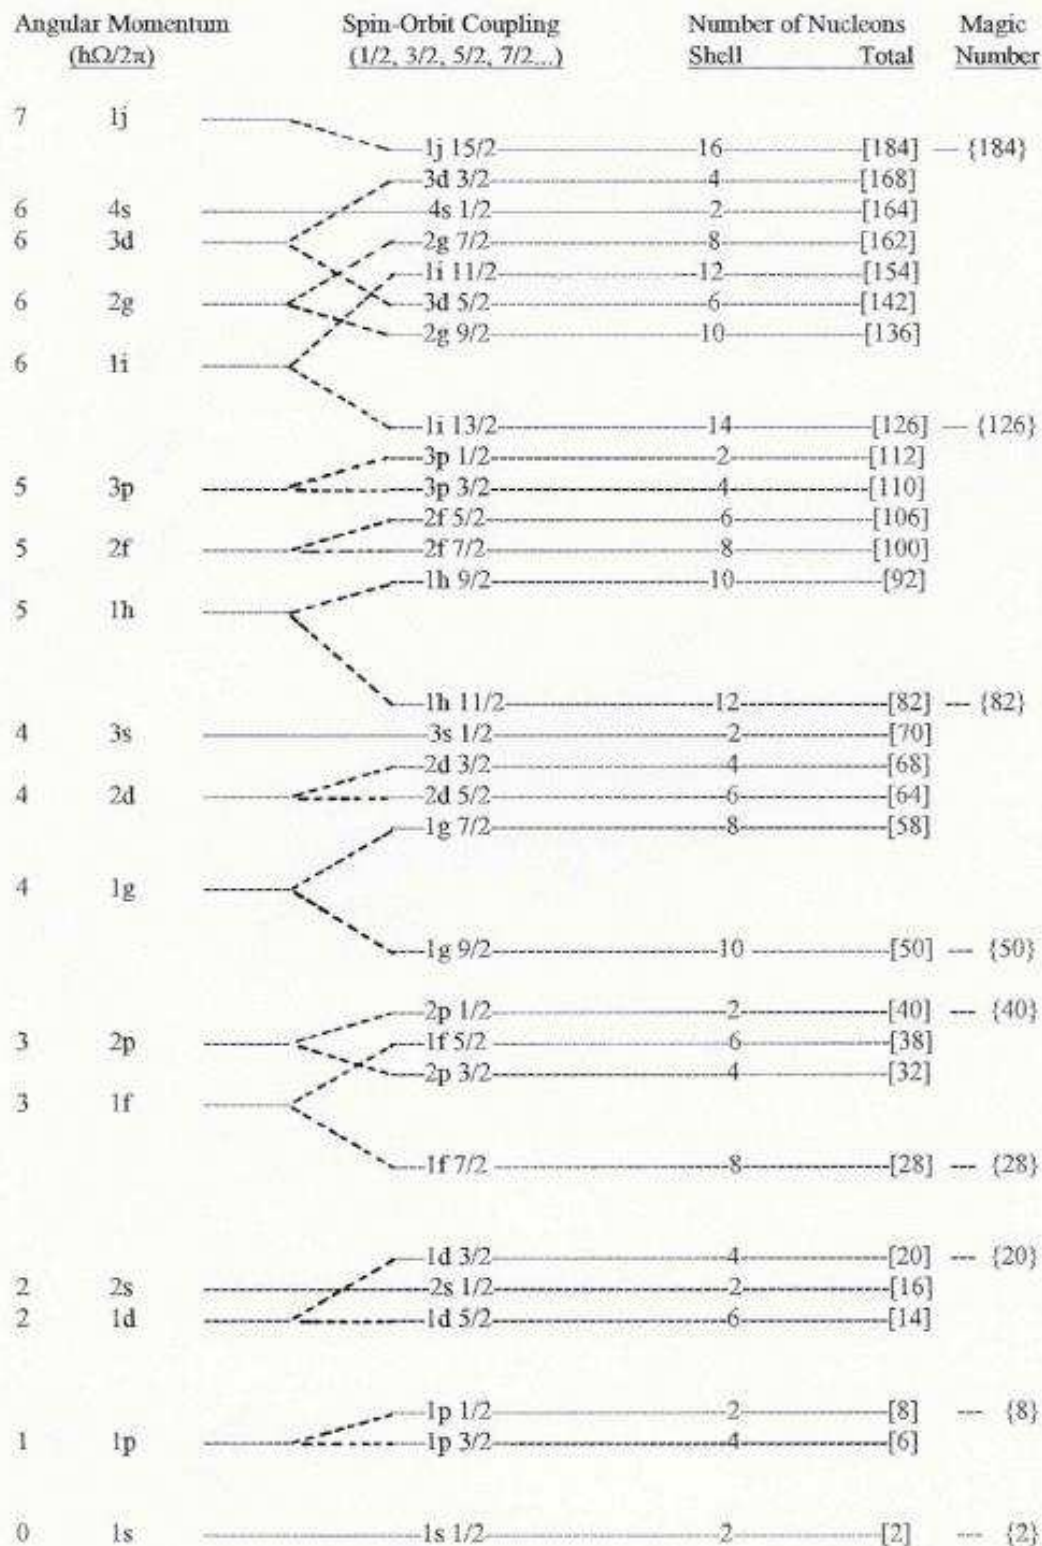 Angular Momentum Spin-Orbit Coupling Number of Nucleons Magic
(ħΩ/2π) (1/2, 3/2, 5/2, 7/2...) Shell Total Number
7 1j
1j 15/2 16 [184] {184}
3d 3/2 4 [168]
6 4s 4s 1/2 2 [164]
6 3d 2g 7/2 8 [162]
1i 11/2 12 [154]
6 2g 3d 5/2 6 [142]
2g 9/2 10 [136]
6 1i
1i 13/2 14 [126] {126}
3p 1/2 2 [112]
5 3p 3p 3/2 4 [110]
2f 5/2 6 [106]
5 2f 2f 7/2 8 [100]
1h 9/2 10 [92]
5 1h
1h 11/2 12 [82] {82}
4 3s 3s 1/2 2 [70]
2d 3/2 4 [68]
4 2d 2d 5/2 6 [64]
1g 7/2 8 [58]
4 1g
1g 9/2 10 [50] {50}
2p 1/2 2 [40] {40}
3 2p 1f 5/2 6 [38]
2p 3/2 4 [32]
3 1f
1f 7/2 8 [28] {28}
1d 3/2 4 [20] {20}
2 2s 2s 1/2 2 [16]
2 1d 1d 5/2 6 [14]
1p 1/2 2 [8] {8}
1 1p 1p 3/2 4 [6]
0 1s 1s 1/2 2 [2] {2}